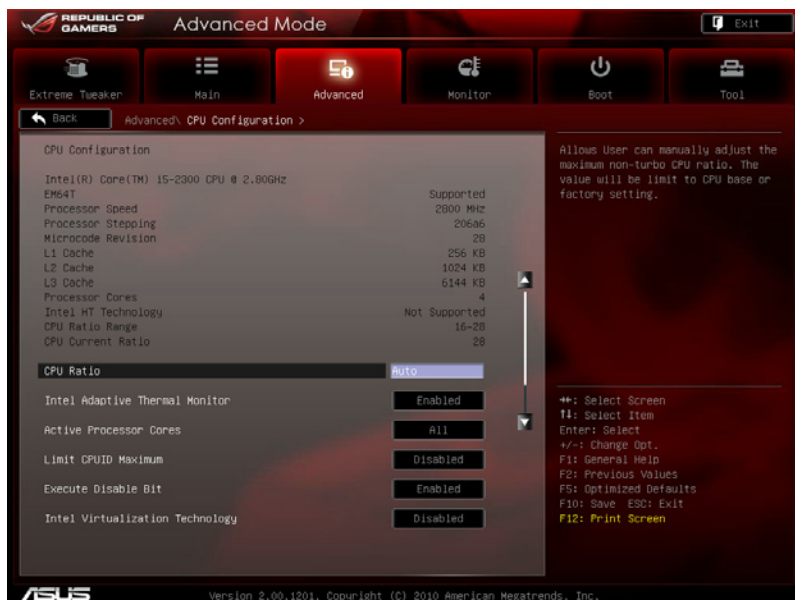 REPUBLIC OF GAMERS
Advanced Mode
Exit
Extreme Tweaker
Main
Advanced
Monitor
Boot
Tool
Back
Advanced\ CPU Configuration >
CPU Configuration
Intel(R) Core(TM) i5-2300 CPU @ 2.80GHz
EM64T Supported
Processor Speed 2800 MHz
Processor Stepping 206a6
Microcode Revision 28
L1 Cache 256 KB
L2 Cache 1024 KB
L3 Cache 6144 KB
Processor Cores 4
Intel HT Technology Not Supported
CPU Ratio Range 16-28
CPU Current Ratio 28
CPU Ratio Auto
Intel Adaptive Thermal Monitor Enabled
Active Processor Cores All
Limit CPUID Maximum Disabled
Execute Disable Bit Enabled
Intel Virtualization Technology Disabled
Allows User can manually adjust the
maximum non-turbo CPU ratio. The
value will be limit to CPU base or
factory setting.
→←: Select Screen
↑↓: Select Item
Enter: Select
+/-: Change Opt.
F1: General Help
F2: Previous Values
F5: Optimized Defaults
F10: Save ESC: Exit
F12: Print Screen
ASUS
Version 2.00.1201. Copyright (C) 2010 American Megatrends, Inc.